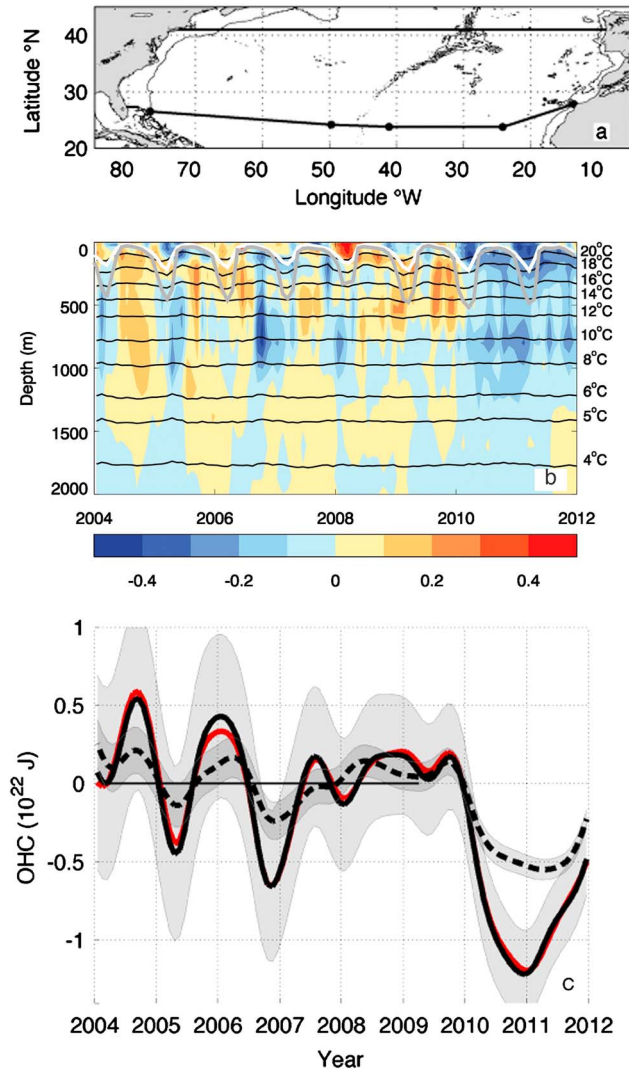 Latitude °N
40
30
20
a
80 70 60 50 40 30 20 10
Longitude °W
Depth (m)
0
500
1000
1500
2000
20°C
18°C
16°C
14°C
12°C
10°C
8°C
6°C
5°C
4°C
b
2004 2006 2008 2010 2012
-0.4 -0.2 0 0.2 0.4
OHC (10²² J)
1
0.5
0
-0.5
-1
c
2004 2005 2006 2007 2008 2009 2010 2011 2012
Year